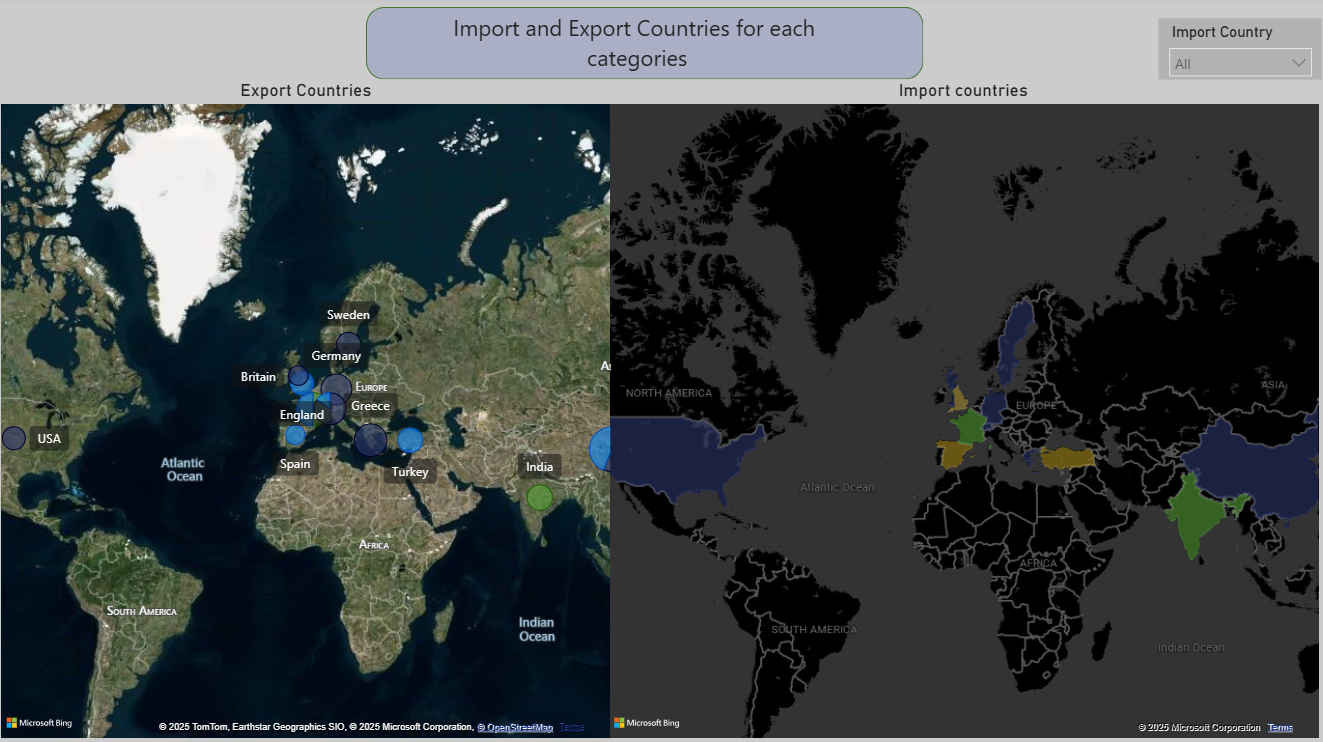 Import and Export Countries for each
categories
Import Country
All
Export Countries
Import countries
Sweden
Germany
Britain
EUROPE
Greece
England
USA
Spain
Turkey
India
Atlantic
Ocean
AFRICA
SOUTH AMERICA
Indian
Ocean
Microsoft Bing
© 2025 TomTom, Earthstar Geographics SIO, © 2025 Microsoft Corporation, © OpenStreetMap Terms
NORTH AMERICA
ASIA
EUROPE
Atlantic Ocean
AFRICA
SOUTH AMERICA
Indian Ocean
Microsoft Bing
© 2025 Microsoft Corporation Terms